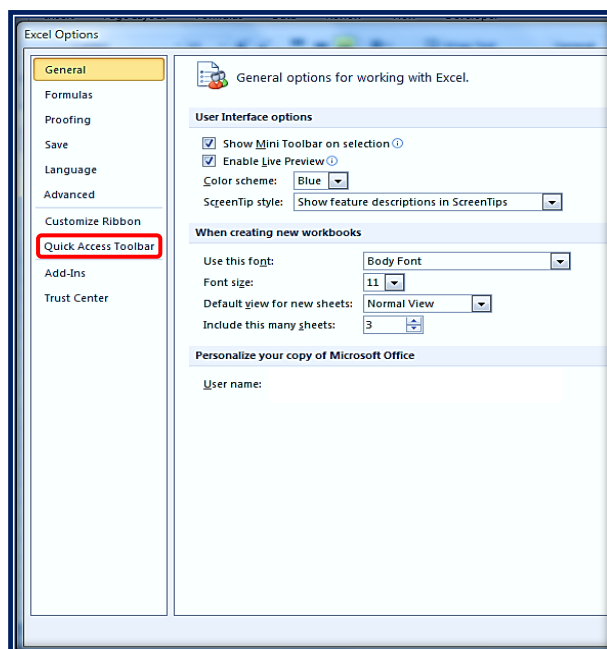 Excel Options
General
Formulas
Proofing
Save
Language
Advanced
Customize Ribbon
Quick Access Toolbar
Add-Ins
Trust Center
General options for working with Excel.
User Interface options
Show Mini Toolbar on selection
Enable Live Preview
Color scheme: Blue
ScreenTip style: Show feature descriptions in ScreenTips
When creating new workbooks
Use this font: Body Font
Font size: 11
Default view for new sheets: Normal View
Include this many sheets: 3
Personalize your copy of Microsoft Office
User name: